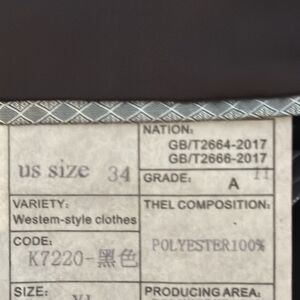 NATION:
GB/T2664-2017
GB/T2666-2017
us size 34
GRADE:
A
VARIETY:
Westem-style clothes
THEL COMPOSITION:
POLYESTER100%
CODE:
K7220-黑色
SIZE:
PRODUCING AREA: